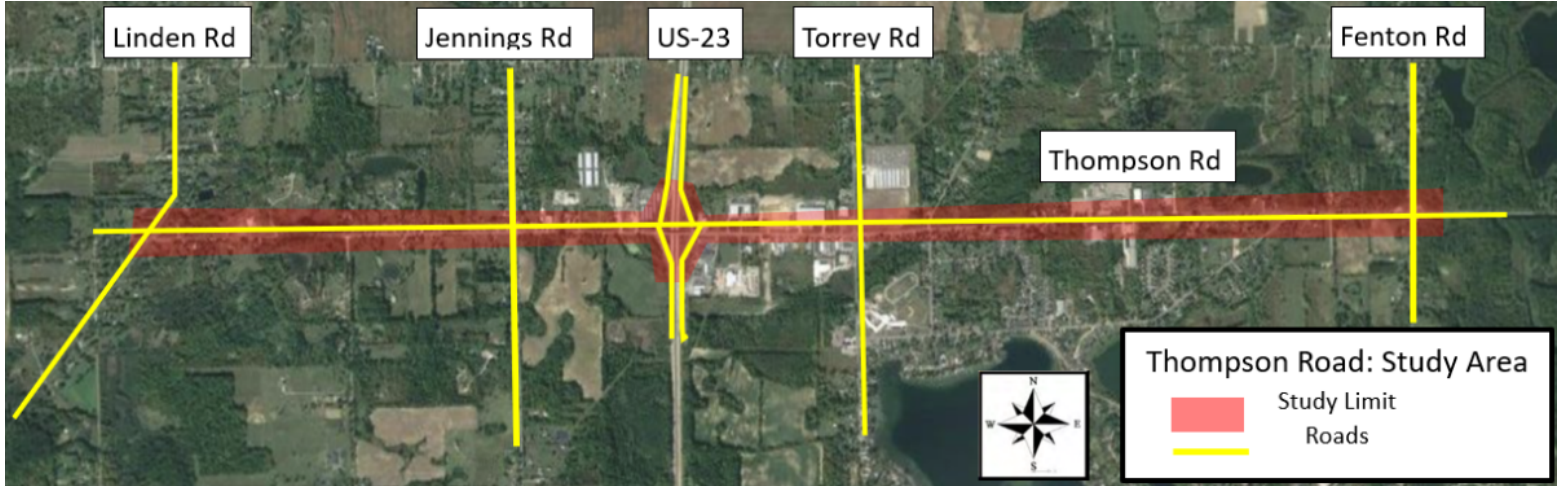 Linden Rd
Jennings Rd
US-23
Torrey Rd
Fenton Rd
Thompson Rd
Thompson Road: Study Area
Study Limit
Roads
N
W
E
S